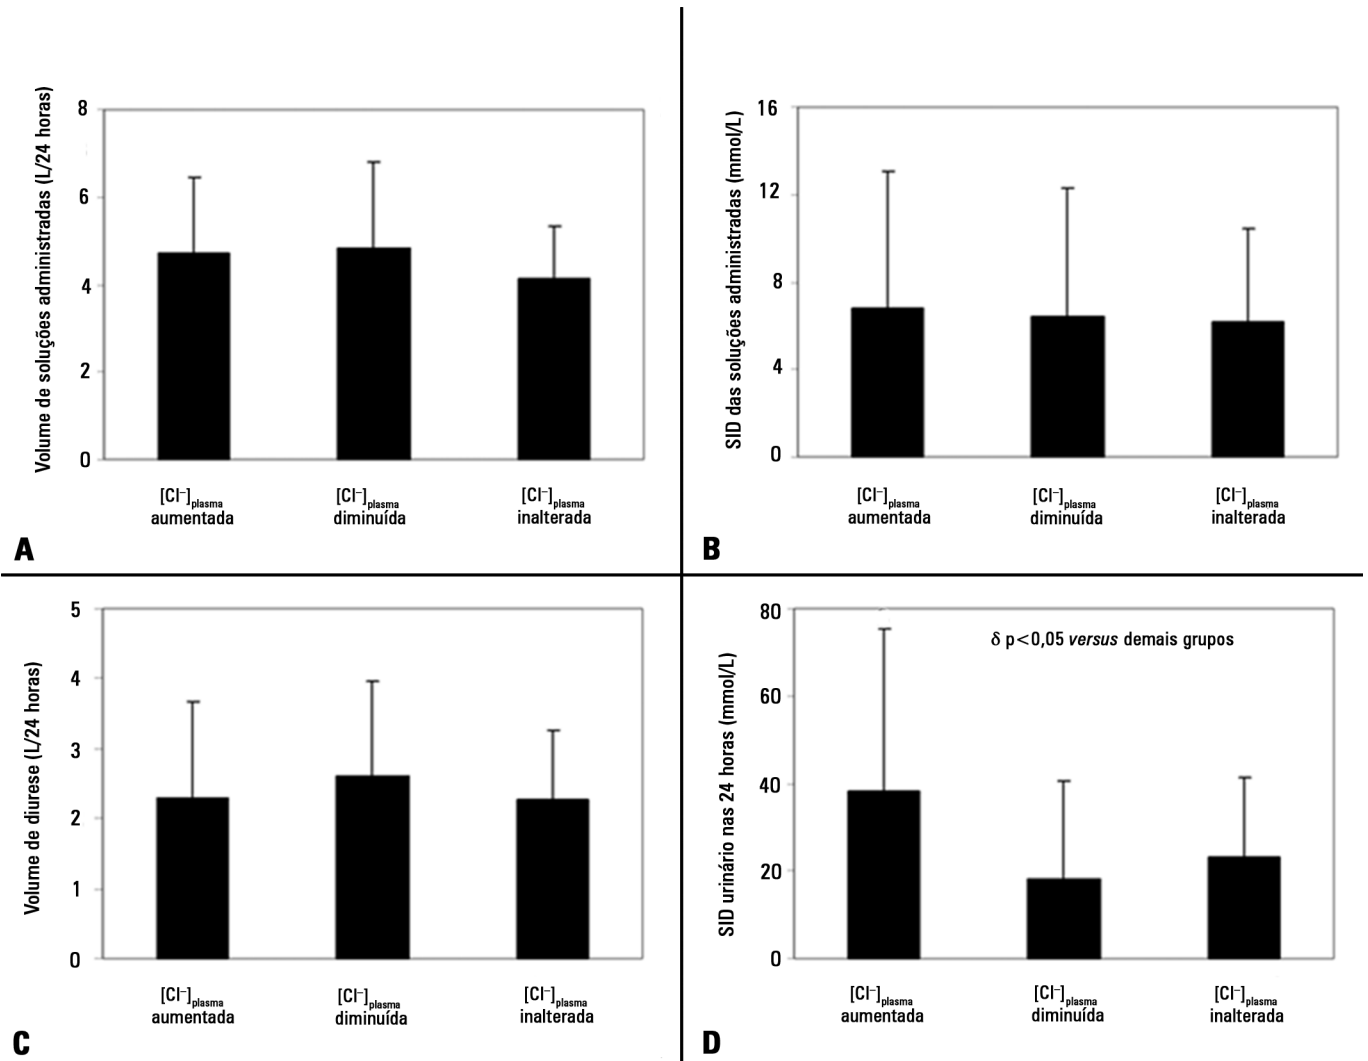 Volume de soluções administradas (L/24 horas)
8
6
4
2
0
[Cl⁻]plasma
aumentada
[Cl⁻]plasma
diminuída
[Cl⁻]plasma
inalterada
A
SID das soluções administradas (mmol/L)
16
12
8
4
0
[Cl⁻]plasma
aumentada
[Cl⁻]plasma
diminuída
[Cl⁻]plasma
inalterada
B
Volume de diurese (L/24 horas)
5
4
3
2
1
0
[Cl⁻]plasma
aumentada
[Cl⁻]plasma
diminuída
[Cl⁻]plasma
inalterada
C
SID urinário nas 24 horas (mmol/L)
80
60
40
20
0
δ p<0,05 versus demais grupos
[Cl⁻]plasma
aumentada
[Cl⁻]plasma
diminuída
[Cl⁻]plasma
inalterada
D